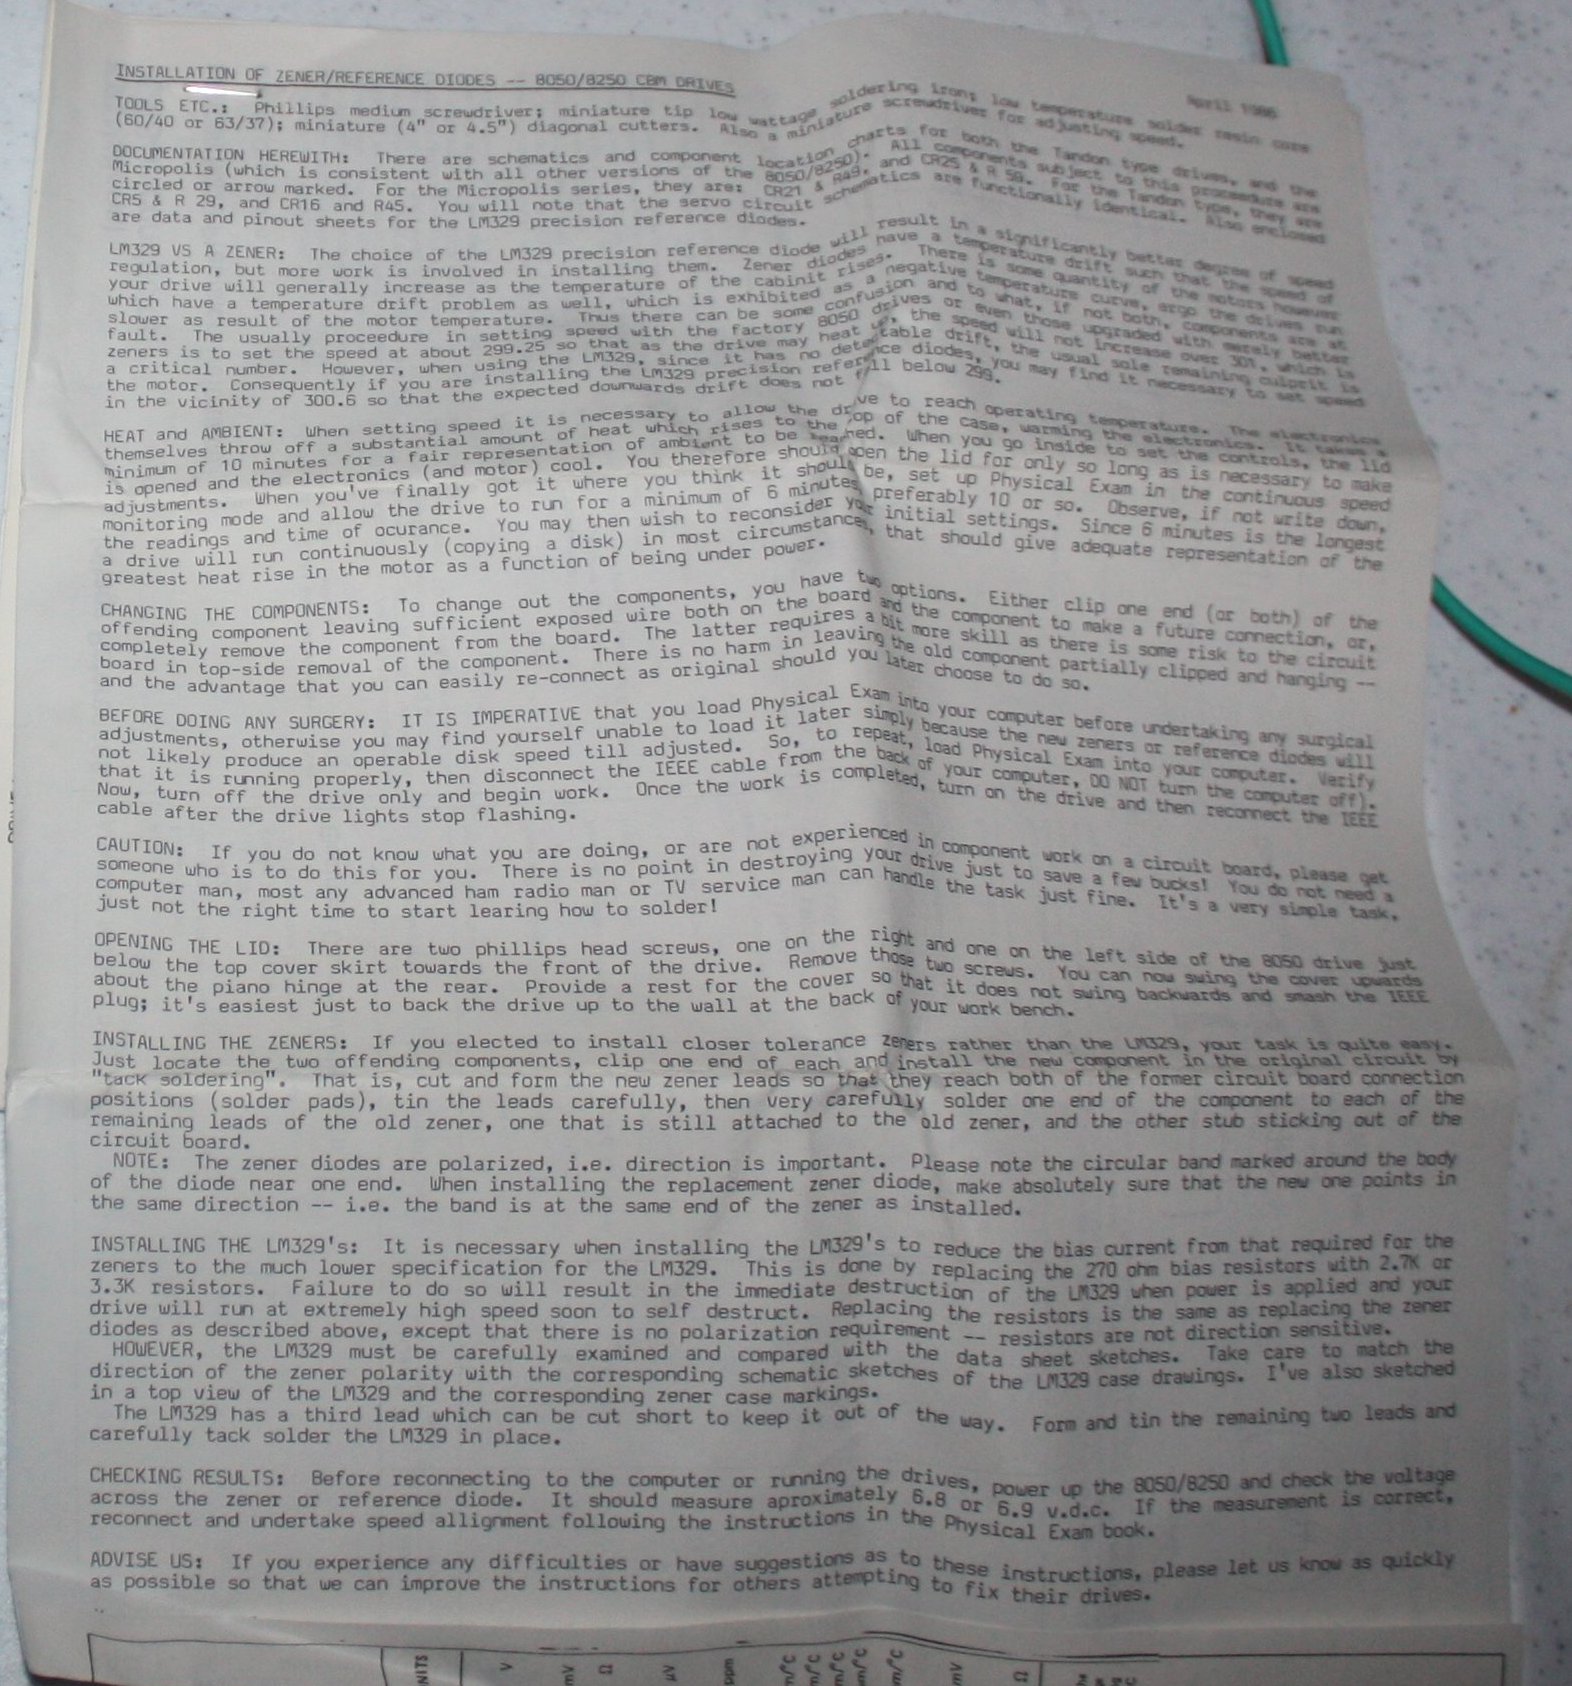 INSTALLATION OF ZENER/REFERENCE DIODES -- 8050/8250 CBM DRIVES April 1986
TOOLS ETC.: Phillips medium screwdriver; miniature tip low wattage soldering iron; low temperature solder resin core
(60/40 or 63/37); miniature (4" or 4.5") diagonal cutters. Also a miniature screwdriver for adjusting speed.
DOCUMENTATION HEREWITH: There are schematics and component location charts for both the Tandon type drives, and the
Micropolis (which is consistent with all other versions of the 8050/8250). All components subject to this proceedure are
circled or arrow marked. For the Micropolis series, they are: CR21 & R49, and CR25 & R 59. For the Tandon type, they are
CR5 & R 29, and CR16 and R45. You will note that the servo circuit schematics are functionally identical. Also enclosed
are data and pinout sheets for the LM329 precision reference diodes.
LM329 VS A ZENER: The choice of the LM329 precision reference diode will result in a significantly better degree of speed
regulation, but more work is involved in installing them. Zener diodes have a temperature drift such that the speed of
your drive will generally increase as the temperature of the cabinit rises. There is some quantity of the motors however
which have a temperature drift problem as well, which is exhibited as a negative temperature curve, ergo the drives run
slower as result of the motor temperature. Thus there can be some confusion and to what, if not both, components are at
fault. The usually proceedure in setting speed with the factory 8050 drives or even those upgraded with merely better
zeners is to set the speed at about 299.25 so that as the drive may heat up, the speed will not increase over 301, which is
a critical number. However, when using the LM329, since it has no detectable drift, the usual sole remaining culprit is
the motor. Consequently if you are installing the LM329 precision reference diodes, you may find it necessary to set speed
in the vicinity of 300.6 so that the expected downwards drift does not fall below 299.
HEAT and AMBIENT: When setting speed it is necessary to allow the drive to reach operating temperature. The electronics
themselves throw off a substantial amount of heat which rises to the top of the case, warming the electronics. It takes a
minimum of 10 minutes for a fair representation of ambient to be reached. When you go inside to set the controls, the lid
is opened and the electronics (and motor) cool. You therefore should open the lid for only so long as is necessary to make
adjustments. When you've finally got it where you think it should be, set up Physical Exam in the continuous speed
monitoring mode and allow the drive to run for a minimum of 6 minutes, preferably 10 or so. Observe, if not write down,
the readings and time of ocurance. You may then wish to reconsider your initial settings. Since 6 minutes is the longest
a drive will run continuously (copying a disk) in most circumstances, that should give adequate representation of the
greatest heat rise in the motor as a function of being under power.
CHANGING THE COMPONENTS: To change out the components, you have two options. Either clip one end (or both) of the
offending component leaving sufficient exposed wire both on the board and the component to make a future connection, or,
completely remove the component from the board. The latter requires a bit more skill as there is some risk to the circuit
board in top-side removal of the component. There is no harm in leaving the old component partially clipped and hanging --
and the advantage that you can easily re-connect as original should you later choose to do so.
BEFORE DOING ANY SURGERY: IT IS IMPERATIVE that you load Physical Exam into your computer before undertaking any surgical
adjustments, otherwise you may find yourself unable to load it later simply because the new zeners or reference diodes will
not likely produce an operable disk speed till adjusted. So, to repeat, load Physical Exam into your computer. Verify
that it is running properly, then disconnect the IEEE cable from the back of your computer, DO NOT turn the computer off).
Now, turn off the drive only and begin work. Once the work is completed, turn on the drive and then reconnect the IEEE
cable after the drive lights stop flashing.
CAUTION: If you do not know what you are doing, or are not experienced in component work on a circuit board, please get
someone who is to do this for you. There is no point in destroying your drive just to save a few bucks! You do not need a
computer man, most any advanced ham radio man or TV service man can handle the task just fine. It's a very simple task,
just not the right time to start learing how to solder!
OPENING THE LID: There are two phillips head screws, one on the right and one on the left side of the 8050 drive just
below the top cover skirt towards the front of the drive. Remove those two screws. You can now swing the cover upwards
about the piano hinge at the rear. Provide a rest for the cover so that it does not swing backwards and smash the IEEE
plug; it's easiest just to back the drive up to the wall at the back of your work bench.
INSTALLING THE ZENERS: If you elected to install closer tolerance zeners rather than the LM329, your task is quite easy.
Just locate the two offending components, clip one end of each and install the new component in the original circuit by
"tack soldering". That is, cut and form the new zener leads so that they reach both of the former circuit board connection
positions (solder pads), tin the leads carefully, then very carefully solder one end of the component to each of the
remaining leads of the old zener, one that is still attached to the old zener, and the other stub sticking out of the
circuit board.
NOTE: The zener diodes are polarized, i.e. direction is important. Please note the circular band marked around the body
of the diode near one end. When installing the replacement zener diode, make absolutely sure that the new one points in
the same direction -- i.e. the band is at the same end of the zener as installed.
INSTALLING THE LM329's: It is necessary when installing the LM329's to reduce the bias current from that required for the
zeners to the much lower specification for the LM329. This is done by replacing the 270 ohm bias resistors with 2.7K or
3.3K resistors. Failure to do so will result in the immediate destruction of the LM329 when power is applied and your
drive will run at extremely high speed soon to self destruct. Replacing the resistors is the same as replacing the zener
diodes as described above, except that there is no polarization requirement -- resistors are not direction sensitive.
HOWEVER, the LM329 must be carefully examined and compared with the data sheet sketches. Take care to match the
direction of the zener polarity with the corresponding schematic sketches of the LM329 case drawings. I've also sketched
in a top view of the LM329 and the corresponding zener case markings.
The LM329 has a third lead which can be cut short to keep it out of the way. Form and tin the remaining two leads and
carefully tack solder the LM329 in place.
CHECKING RESULTS: Before reconnecting to the computer or running the drives, power up the 8050/8250 and check the voltage
across the zener or reference diode. It should measure aproximately 6.8 or 6.9 v.d.c. If the measurement is correct,
reconnect and undertake speed allignment following the instructions in the Physical Exam book.
ADVISE US: If you experience any difficulties or have suggestions as to these instructions, please let us know as quickly
as possible so that we can improve the instructions for others attempting to fix their drives.
V
mV
Ω
μV
ppm
mV
Ω